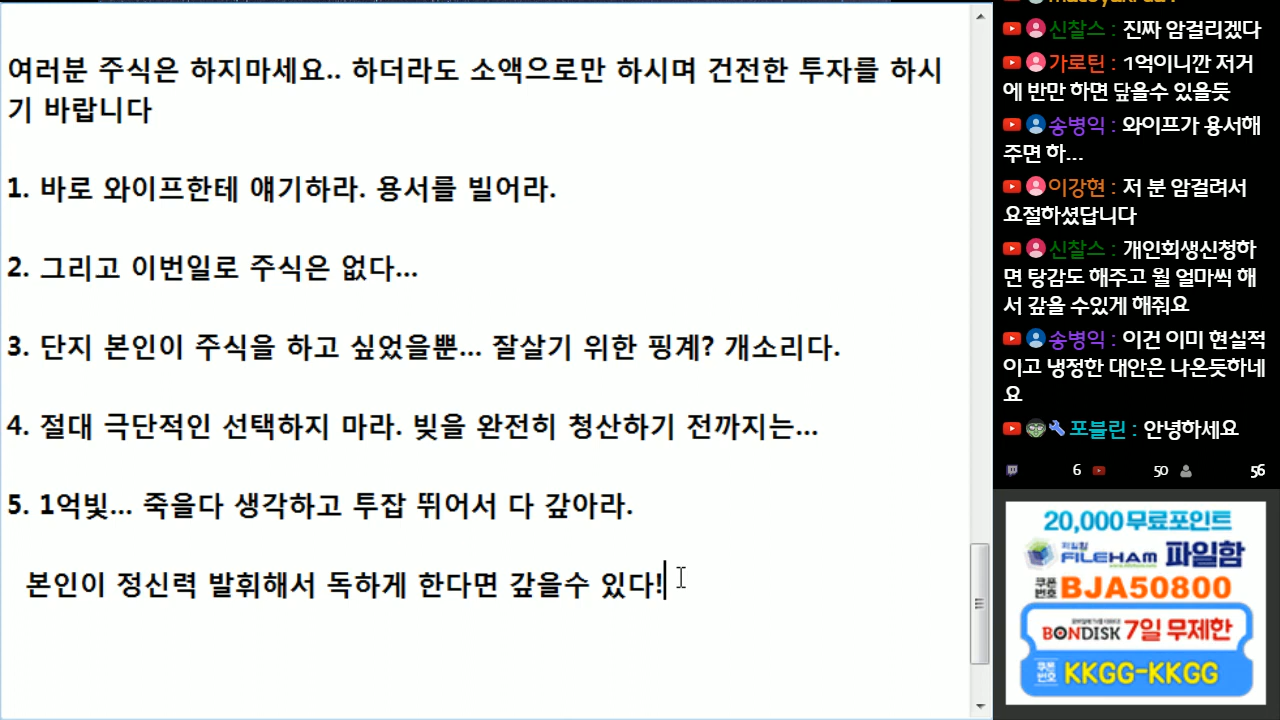 여러분 주식은 하지마세요.. 하더라도 소액으로만 하시며 건전한 투자를 하시
기 바랍니다
1. 바로 와이프한테 얘기하라. 용서를 빌어라.
2. 그리고 이번일로 주식은 없다...
3. 단지 본인이 주식을 하고 싶었을뿐... 잘살기 위한 핑계? 개소리다.
4. 절대 극단적인 선택하지 마라. 빚을 완전히 청산하기 전까지는...
5. 1억빛... 죽을다 생각하고 투잡 뛰어서 다 갚아라.
본인이 정신력 발휘해서 독하게 한다면 갚을수 있다!
신찰스 : 진짜 암걸리겠다
가로틴 : 1억이니깐 저거
에 반만 하면 닾을수 있을듯
송병익 : 와이프가 용서해
주면 하...
이강현 : 저 분 암걸려서
요절하셨답니다
신찰스 : 개인회생신청하
면 탕감도 해주고 월 얼마씩 해
서 갚을 수있게 해줘요
송병익 : 이건 이미 현실적
이고 냉정한 대안은 나온듯하네
요
포블린 : 안녕하세요
6 50 56
20,000무료포인트
파일함 FILEHAM 파일함
쿠폰번호 BJA50800
BONDISK 7일 무제한
쿠폰번호 KKGG-KKGG